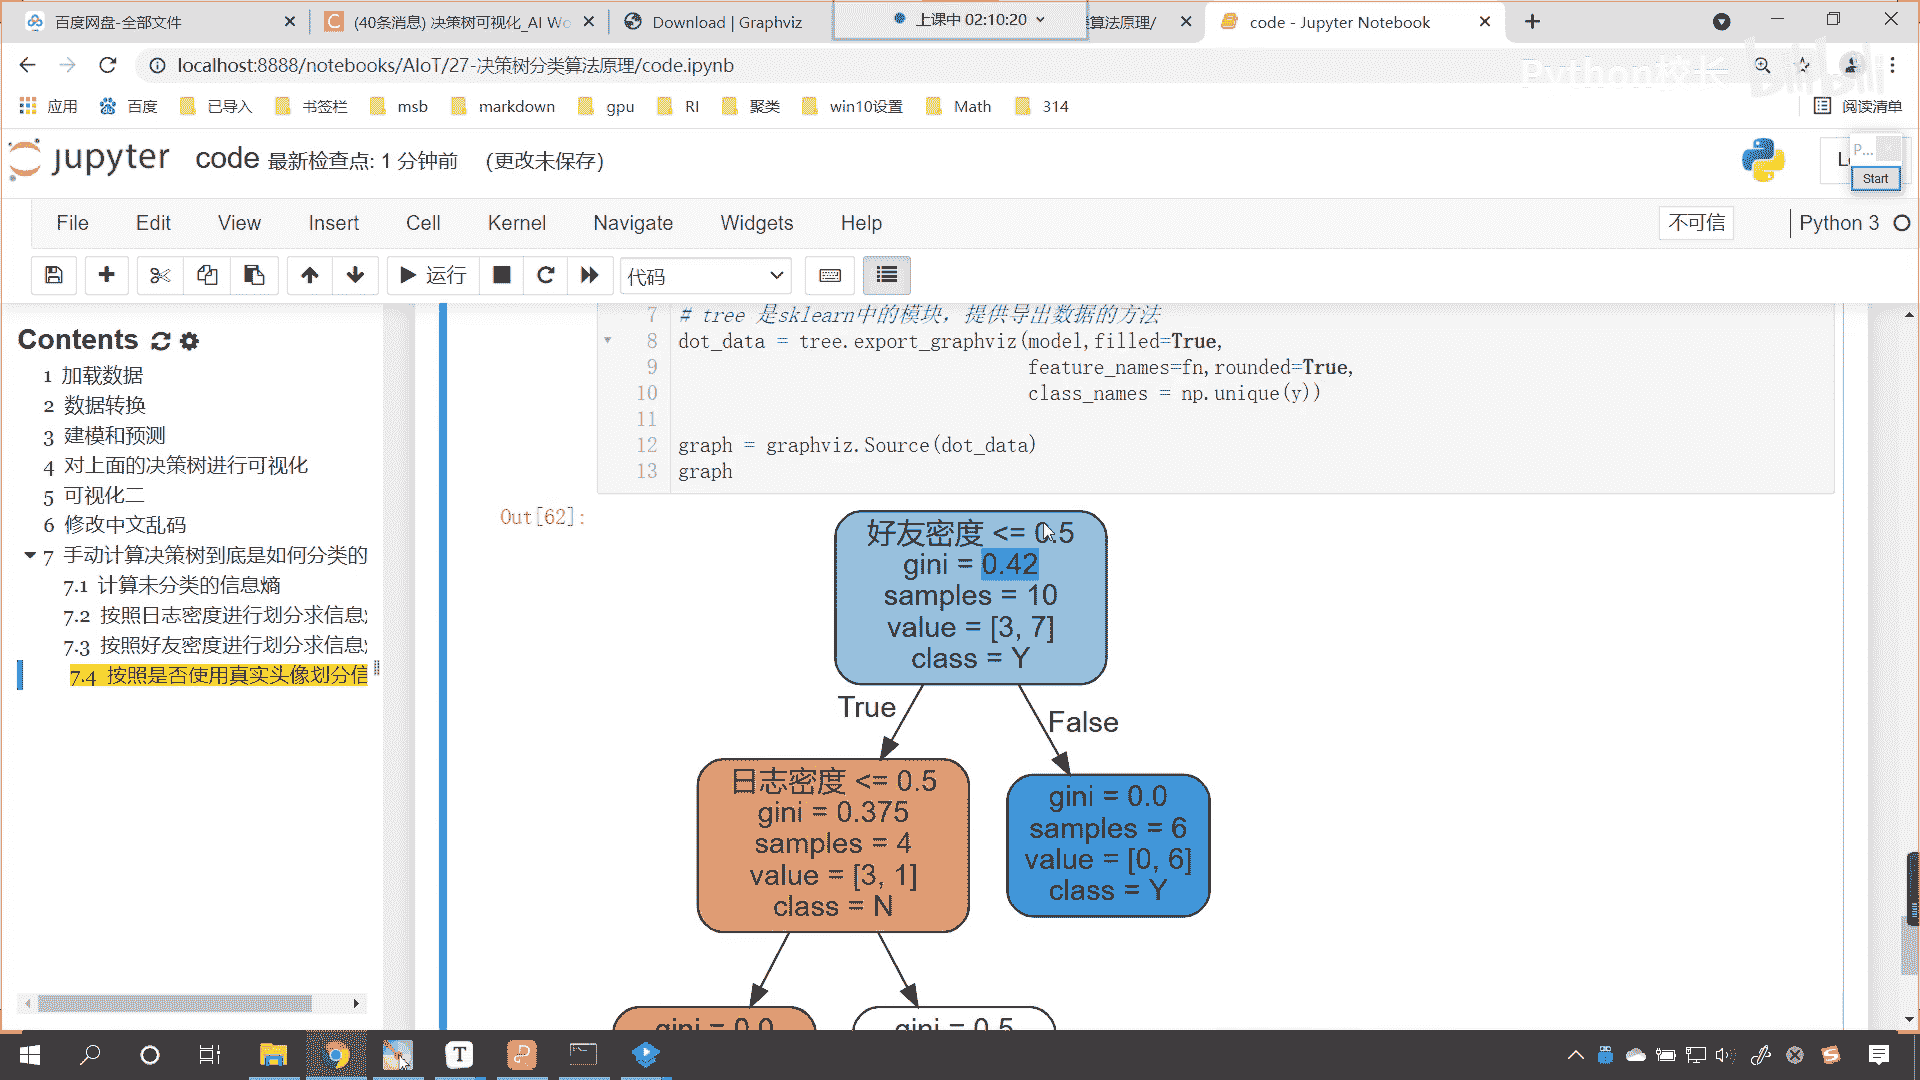 百度网盘-全部文件
(40条消息) 决策树可视化_AI Wo
Download | Graphviz
上课中 02:10:20
算法原理/
code - Jupyter Notebook
localhost:8888/notebooks/AIoT/27-决策树分类算法原理/code.ipynb
Python校长
bilibili
应用
百度
已导入
书签栏
msb
markdown
gpu
RI
聚类
win10设置
Math
314
阅读清单
jupyter code 最新检查点: 1 分钟前 (更改未保存)
P...
Start
File Edit View Insert Cell Kernel Navigate Widgets Help
不可信
Python 3
运行
代码
Contents
1 加载数据
2 数据转换
3 建模和预测
4 对上面的决策树进行可视化
5 可视化二
6 修改中文乱码
7 手动计算决策树到底是如何分类的
7.1 计算未分类的信息熵
7.2 按照日志密度进行划分求信息
7.3 按照好友密度进行划分求信息
7.4 按照是否使用真实头像划分信
7 # tree 是sklearn中的模块，提供导出数据的方法
8 dot_data = tree.export_graphviz(model,filled=True,
9 feature_names=fn,rounded=True,
10 class_names = np.unique(y))
11
12 graph = graphviz.Source(dot_data)
13 graph
Out[62]:
好友密度 <= 0.5
gini = 0.42
samples = 10
value = [3, 7]
class = Y
True
False
日志密度 <= 0.5
gini = 0.375
samples = 4
value = [3, 1]
class = N
gini = 0.0
samples = 6
value = [0, 6]
class = Y
gini = 0.0
gini = 0.5